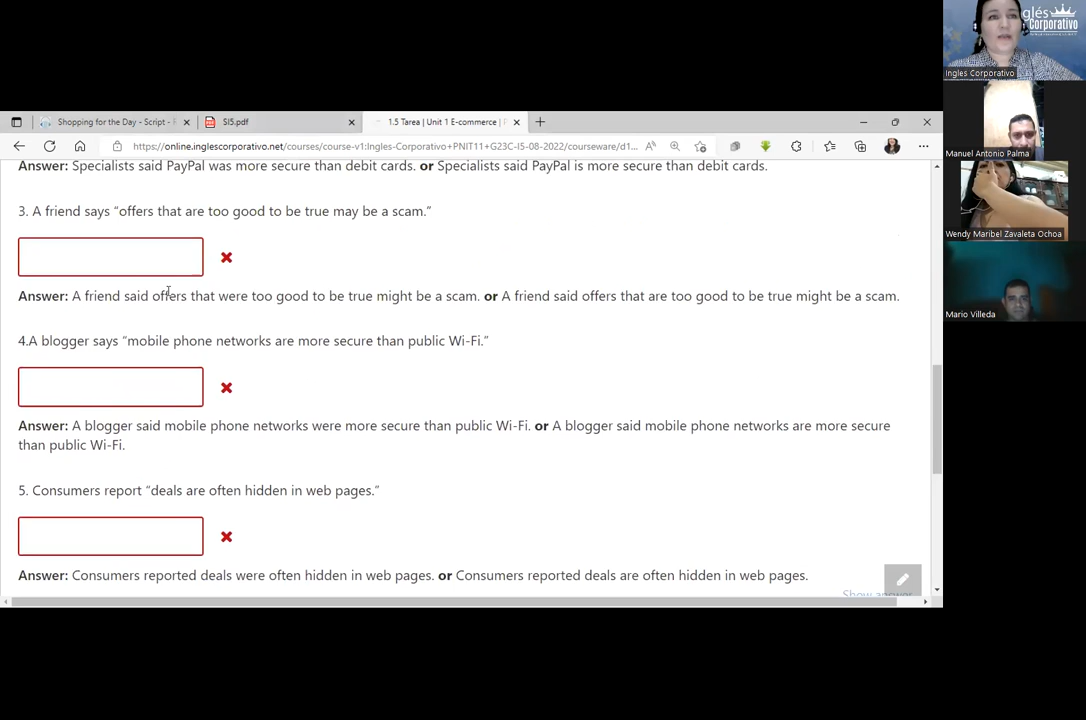 glés
Corporativo
Ingles Corporativo
Shopping for the Day - Script -
SI5.pdf
1.5 Tarea | Unit 1 E-commerce |
https://online.inglescorporativo.net/courses/course-v1:Ingles-Corporativo+PNIT11+G23C-I5-08-2022/courseware/d1...
Answer: Specialists said PayPal was more secure than debit cards. or Specialists said PayPal is more secure than debit cards.
Manuel Antonio Palma
3. A friend says “offers that are too good to be true may be a scam.”
Wendy Maribel Zavaleta Ochoa
Answer: A friend said offers that were too good to be true might be a scam. or A friend said offers that are too good to be true might be a scam.
Mario Villeda
4.A blogger says “mobile phone networks are more secure than public Wi-Fi.”
Answer: A blogger said mobile phone networks were more secure than public Wi-Fi. or A blogger said mobile phone networks are more secure
than public Wi-Fi.
5. Consumers report “deals are often hidden in web pages.”
Answer: Consumers reported deals were often hidden in web pages. or Consumers reported deals are often hidden in web pages.
Show answer